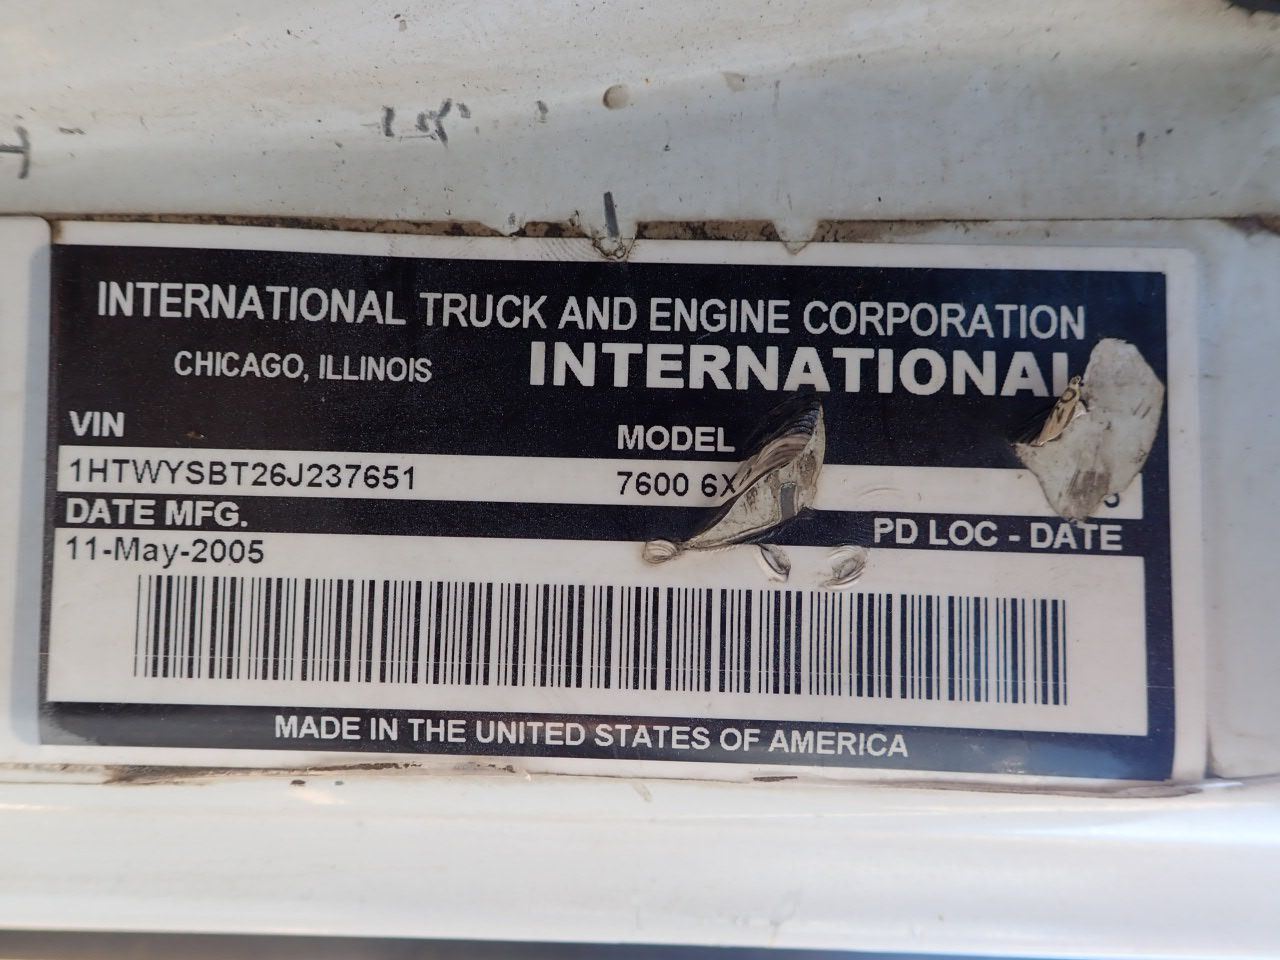 INTERNATIONAL TRUCK AND ENGINE CORPORATION
CHICAGO, ILLINOIS INTERNATIONAL
VIN MODEL
1HTWYSBT26J237651 7600 6X
DATE MFG. PD LOC - DATE
11-May-2005
MADE IN THE UNITED STATES OF AMERICA